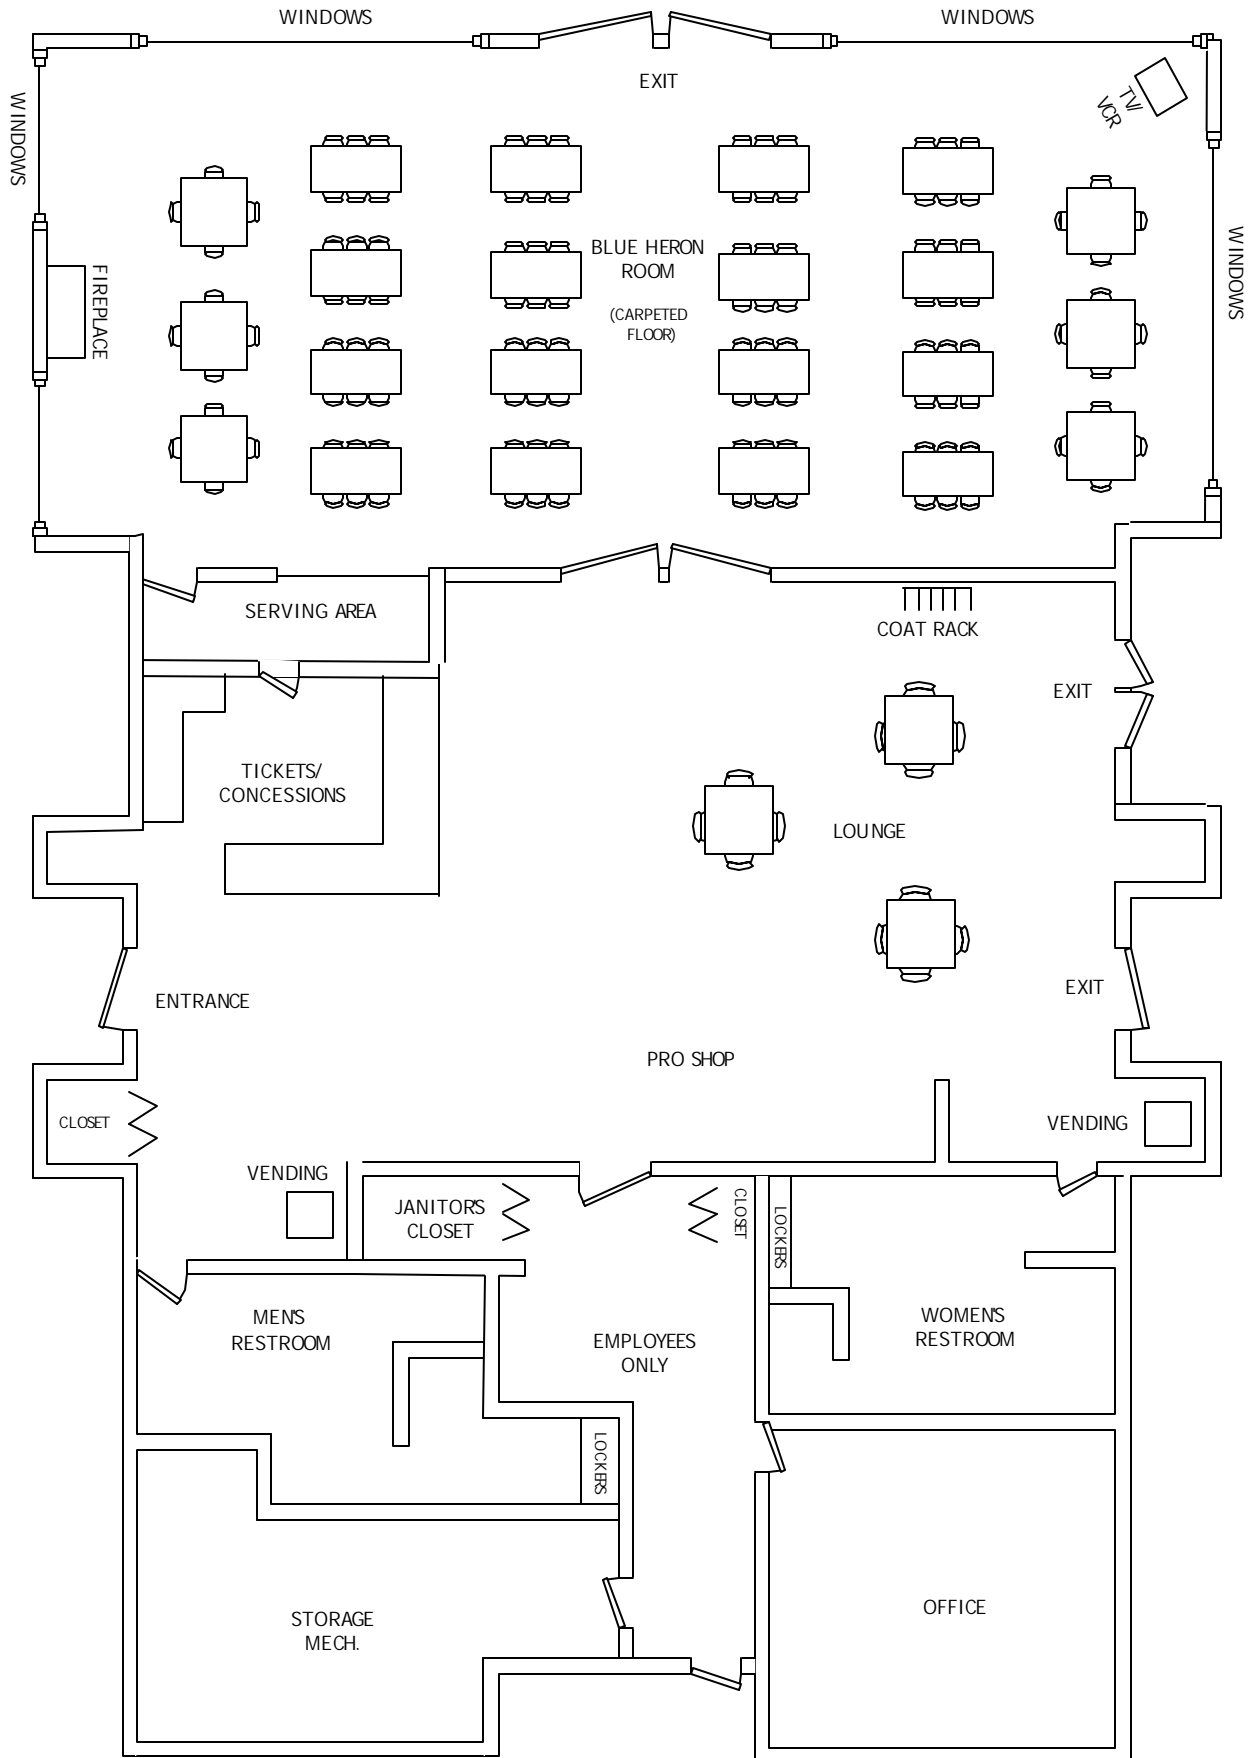 WINDOWS
WINDOWS
EXIT
TV/
VCR
WINDOWS
WINDOWS
BLUE HERON
ROOM
(CARPETED
FLOOR)
FIREPLACE
SERVING AREA
COAT RACK
EXIT
TICKETS/
CONCESSIONS
LOUNGE
ENTRANCE
EXIT
PRO SHOP
CLOSET
VENDING
VENDING
JANITOR'S
CLOSET
CLOSET
LOCKERS
MEN'S
RESTROOM
EMPLOYEES
ONLY
WOMEN'S
RESTROOM
LOCKERS
STORAGE
MECH.
OFFICE